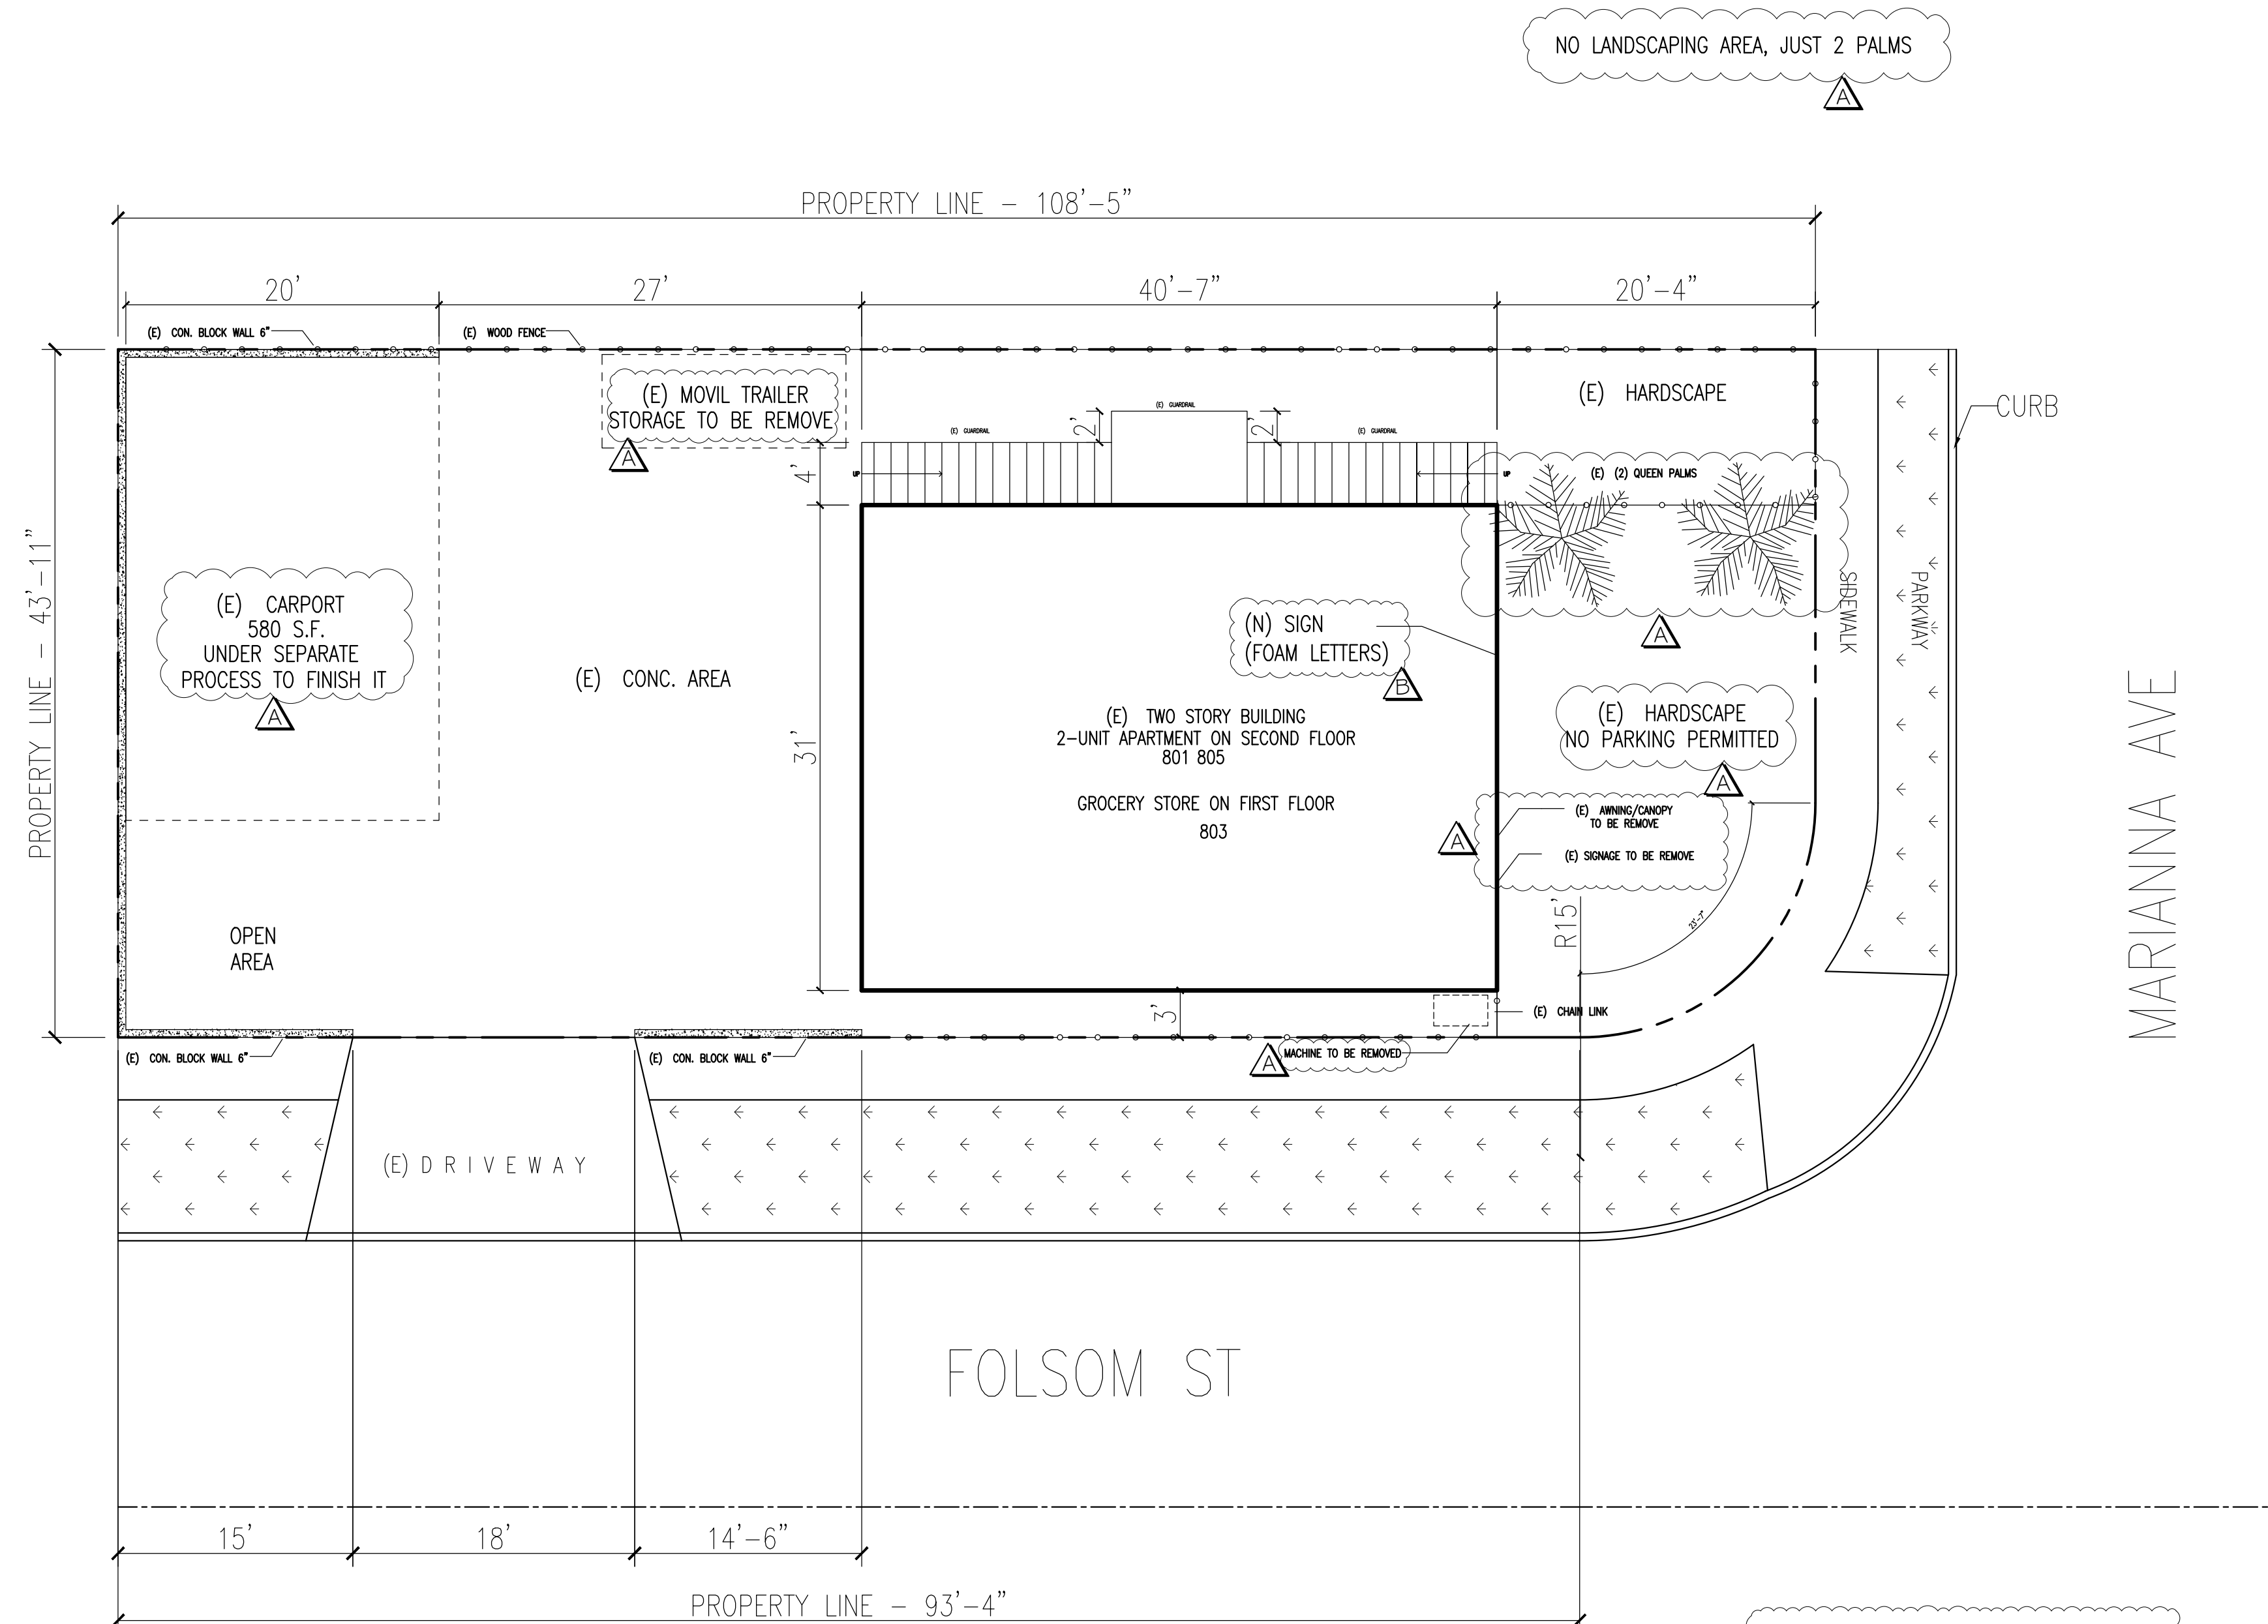 NO LANDSCAPING AREA, JUST 2 PALMS
A
PROPERTY LINE - 108'-5"
20'
27'
40'-7"
20'-4"
(E) CON. BLOCK WALL 6"
(E) WOOD FENCE
(E) MOVIL TRAILER
STORAGE TO BE REMOVE
A
(E) GUARDRAIL
(E) GUARDRAIL
(E) GUARDRAIL
2'
2'
4'
UP
UP
(E) HARDSCAPE
CURB
(E) (2) QUEEN PALMS
A
SIDEWALK
PARKWAY
PROPERTY LINE - 43'-11"
(E) CARPORT
580 S.F.
UNDER SEPARATE
PROCESS TO FINISH IT
A
(E) CONC. AREA
31'
(N) SIGN
(FOAM LETTERS)
B
(E) TWO STORY BUILDING
2-UNIT APARTMENT ON SECOND FLOOR
801 805
GROCERY STORE ON FIRST FLOOR
803
(E) HARDSCAPE
NO PARKING PERMITTED
A
(E) AWNING/CANOPY
TO BE REMOVE
(E) SIGNAGE TO BE REMOVE
A
MARIANNA AVE
OPEN
AREA
R15'
23'-7"
3'
(E) CHAIN LINK
(E) CON. BLOCK WALL 6"
(E) CON. BLOCK WALL 6"
MACHINE TO BE REMOVED
A
(E) DRIVEWAY
FOLSOM ST
15'
18'
14'-6"
PROPERTY LINE - 93'-4"